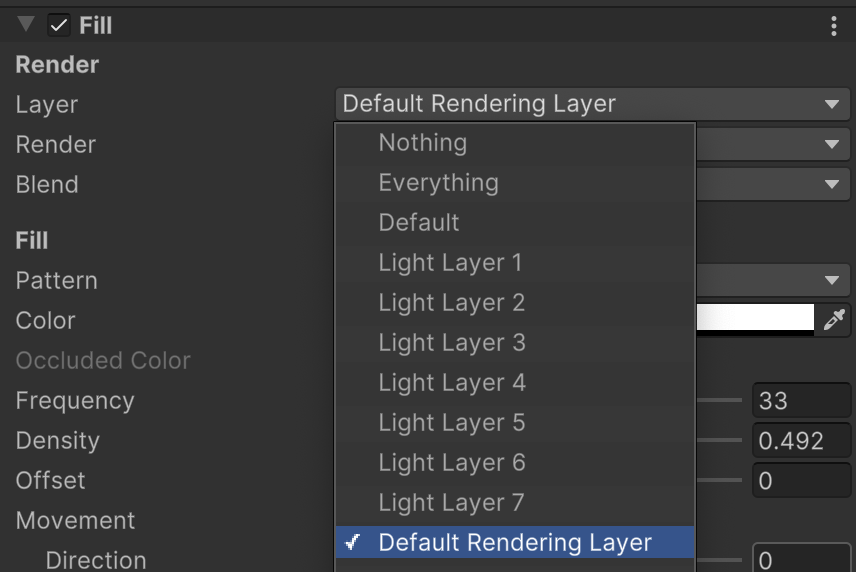 Fill
Render
Layer Default Rendering Layer
Nothing
Render
Blend Everything
Default
Fill
Light Layer 1
Pattern
Light Layer 2
Color
Light Layer 3
Occluded Color
Light Layer 4
Frequency 33
Light Layer 5
Density 0.492
Light Layer 6
Offset 0
Light Layer 7
Movement
Default Rendering Layer
Direction 0